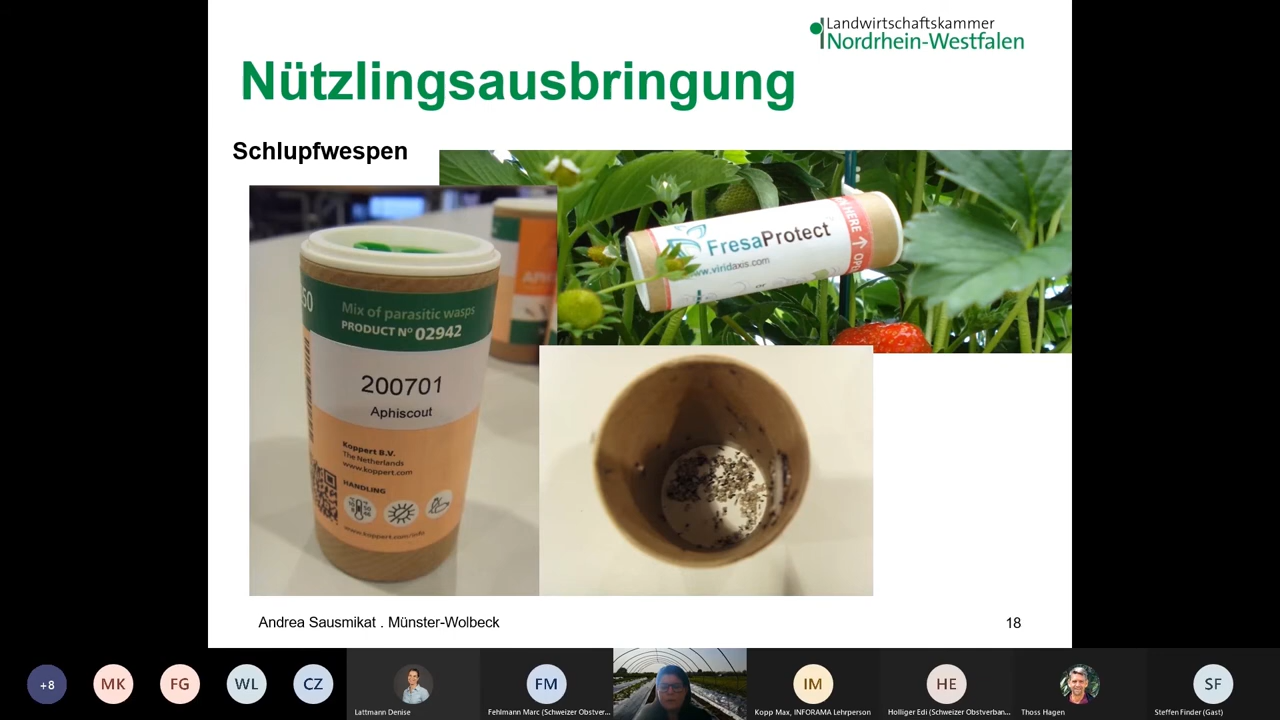 Landwirtschaftskammer
Nordrhein-Westfalen
Nützlingsausbringung
Schlupfwespen
50
Mix of parasitic wasps
PRODUCT Nº 02942
200701
Aphiscout
Koppert B.V.
The Netherlands
www.koppert.com
HANDLING
www.koppert.com/info
FresaProtect
www.viridaxis.com
HERE
Andrea Sausmikat . Münster-Wolbeck
18
+8
MK
FG
WL
CZ
FM
IM
HE
SF
Lattmann Denise
Fehlmann Marc (Schweizer Obstver...
Kopp Max, INFORAMA Lehrperson
Holliger Edi (Schweizer Obstverban...
Thoss Hagen
Steffen Finder (Gast)